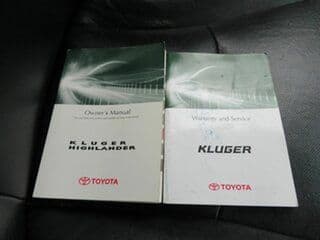 Owner's Manual
KLUGER
HIGHLANDER
TOYOTA
Warranty and Service
KLUGER
TOYOTA